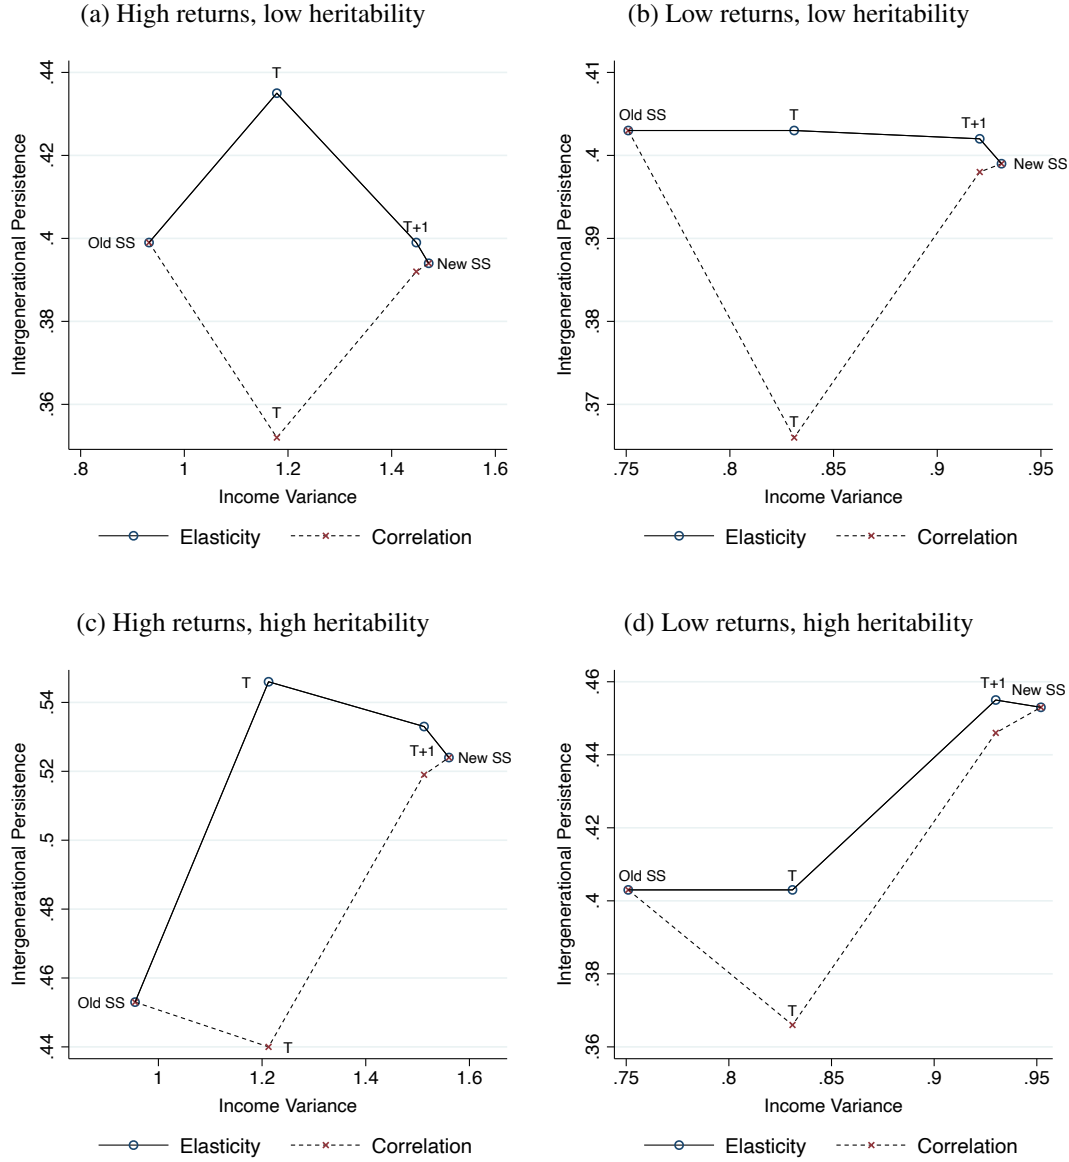 (a) High returns, low heritability
Intergenerational Persistence
.44
.42
.4
.38
.36
T
Old SS
T+1
New SS
T
.8 1 1.2 1.4 1.6
Income Variance
Elasticity Correlation
(b) Low returns, low heritability
Intergenerational Persistence
.41
.4
.39
.38
.37
Old SS
T
T+1
New SS
T
.75 .8 .85 .9 .95
Income Variance
Elasticity Correlation
(c) High returns, high heritability
Intergenerational Persistence
.54
.52
.5
.48
.46
.44
T
T+1
New SS
Old SS
T
1 1.2 1.4 1.6
Income Variance
Elasticity Correlation
(d) Low returns, high heritability
Intergenerational Persistence
.46
.44
.42
.4
.38
.36
T+1
New SS
Old SS
T
T
.75 .8 .85 .9 .95
Income Variance
Elasticity Correlation